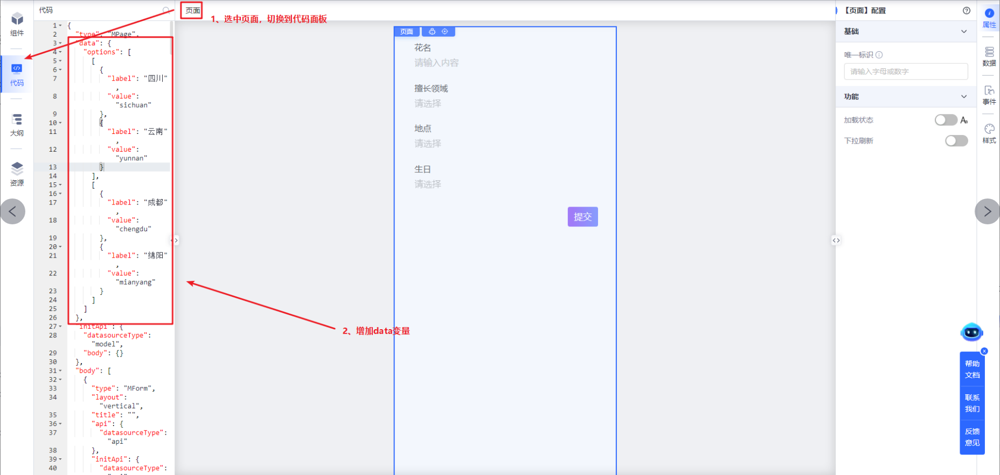 代码
页面
1、选中页面，切换到代码面板
【页面】配置
组件
代码
大纲
资源
1 {
2 "type": "MPage",
3 "data": {
4 "options": [
5 [
6 {
7 "label": "四川"
,
8 "value":
"sichuan"
9 },
10 {
11 "label": "云南"
,
12 "value":
"yunnan"
13 }
14 ],
15 [
16 {
17 "label": "成都"
,
18 "value":
"chengdu"
19 },
20 {
21 "label": "绵阳"
,
22 "value":
"mianyang"
23 }
24 ]
25 ]
26 },
27 "initApi": {
28 "datasourceType":
"model",
29 "body": {}
30 },
31 "body": [
32 {
33 "type": "MForm",
34 "layout":
"vertical",
35 "title": "",
36 "api": {
37 "datasourceType":
"api"
38 },
39 "initApi": {
40 "datasourceType":
2、增加data变量
页面
花名
请输入内容
擅长领域
请选择
地点
请选择
生日
请选择
提交
基础
唯一标识
请输入字母或数字
功能
加载状态
下拉刷新
属性
数据
事件
样式
帮助
文档
联系
我们
反馈
意见